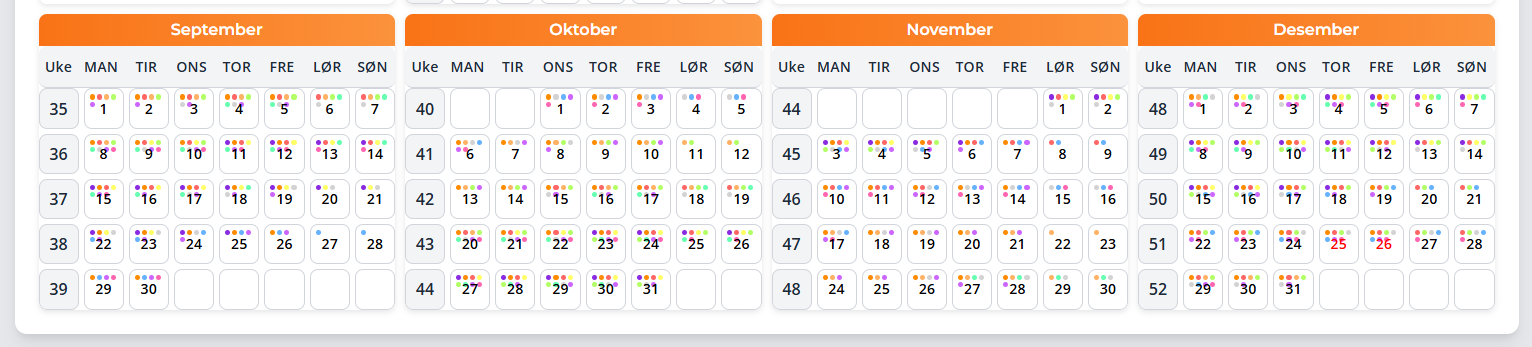 September Oktober November Desember
Uke MAN TIR ONS TOR FRE LØR SØN Uke MAN TIR ONS TOR FRE LØR SØN Uke MAN TIR ONS TOR FRE LØR SØN Uke MAN TIR ONS TOR FRE LØR SØN
35 1 2 3 4 5 6 7 40 1 2 3 4 5 44 1 2 48 1 2 3 4 5 6 7
36 8 9 10 11 12 13 14 41 6 7 8 9 10 11 12 45 3 4 5 6 7 8 9 49 8 9 10 11 12 13 14
37 15 16 17 18 19 20 21 42 13 14 15 16 17 18 19 46 10 11 12 13 14 15 16 50 15 16 17 18 19 20 21
38 22 23 24 25 26 27 28 43 20 21 22 23 24 25 26 47 17 18 19 20 21 22 23 51 22 23 24 25 26 27 28
39 29 30 44 27 28 29 30 31 48 24 25 26 27 28 29 30 52 29 30 31